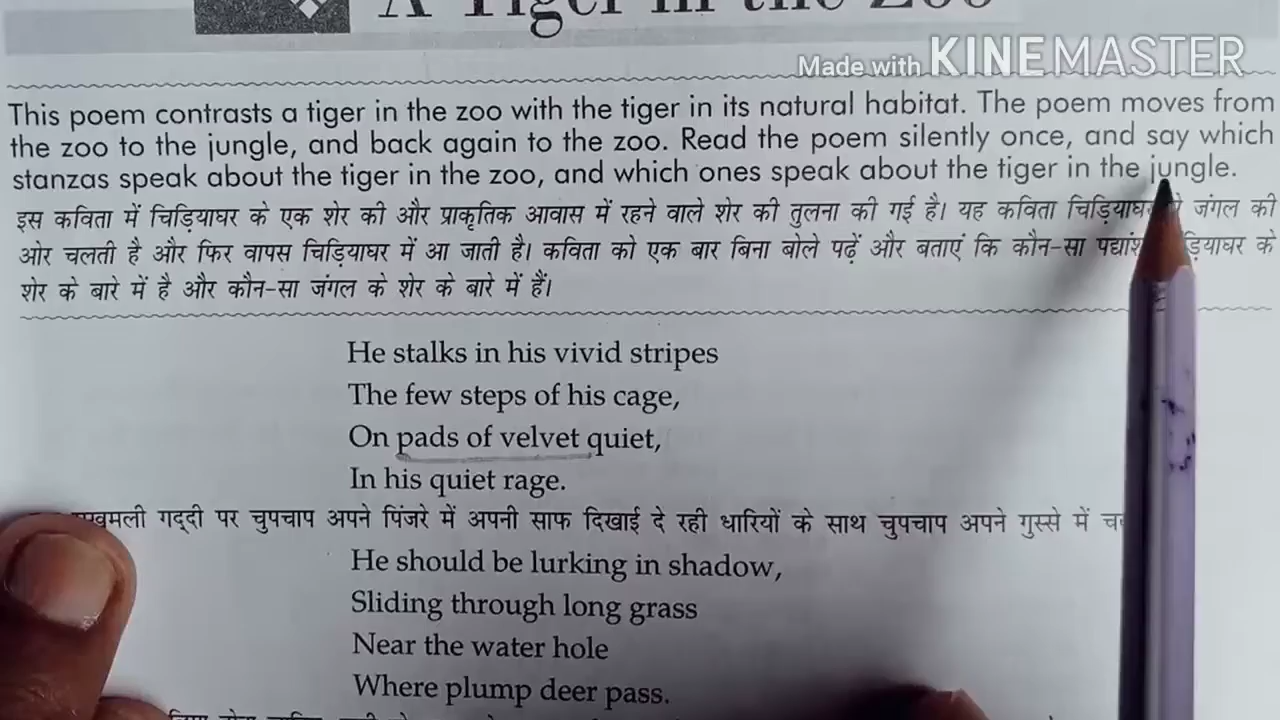 A Tiger in the Zoo
Made with KINEMASTER
This poem contrasts a tiger in the zoo with the tiger in its natural habitat. The poem moves from
the zoo to the jungle, and back again to the zoo. Read the poem silently once, and say which
stanzas speak about the tiger in the zoo, and which ones speak about the tiger in the jungle.
इस कविता में चिड़ियाघर के एक शेर की और प्राकृतिक आवास में रहने वाले शेर की तुलना की गई है। यह कविता जंगल की
ओर चलती है और फिर वापस चिड़ियाघर में आ जाती है। कविता को एक बार बिना बोले पढ़ें और बताएं कि कौन-सा के
शेर के बारे में है और कौन-सा जंगल के शेर के बारे में हैं।
He stalks in his vivid stripes
The few steps of his cage,
On pads of velvet quiet,
In his quiet rage.
गद्दी पर चुपचाप अपने पिंजरे में अपनी साफ दिखाई दे रही धारियों के साथ चुपचाप अपने गुस्से में
He should be lurking in shadow,
Sliding through long grass
Near the water hole
Where plump deer pass.